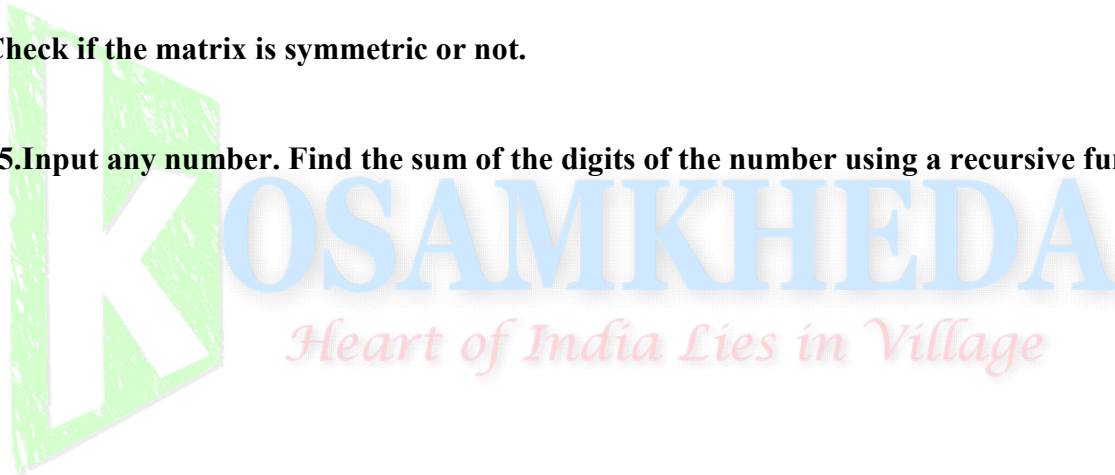 Check if the matrix is symmetric or not.
5.Input any number. Find the sum of the digits of the number using a recursive
KOSAMKHEDA
Heart of India Lies in Village